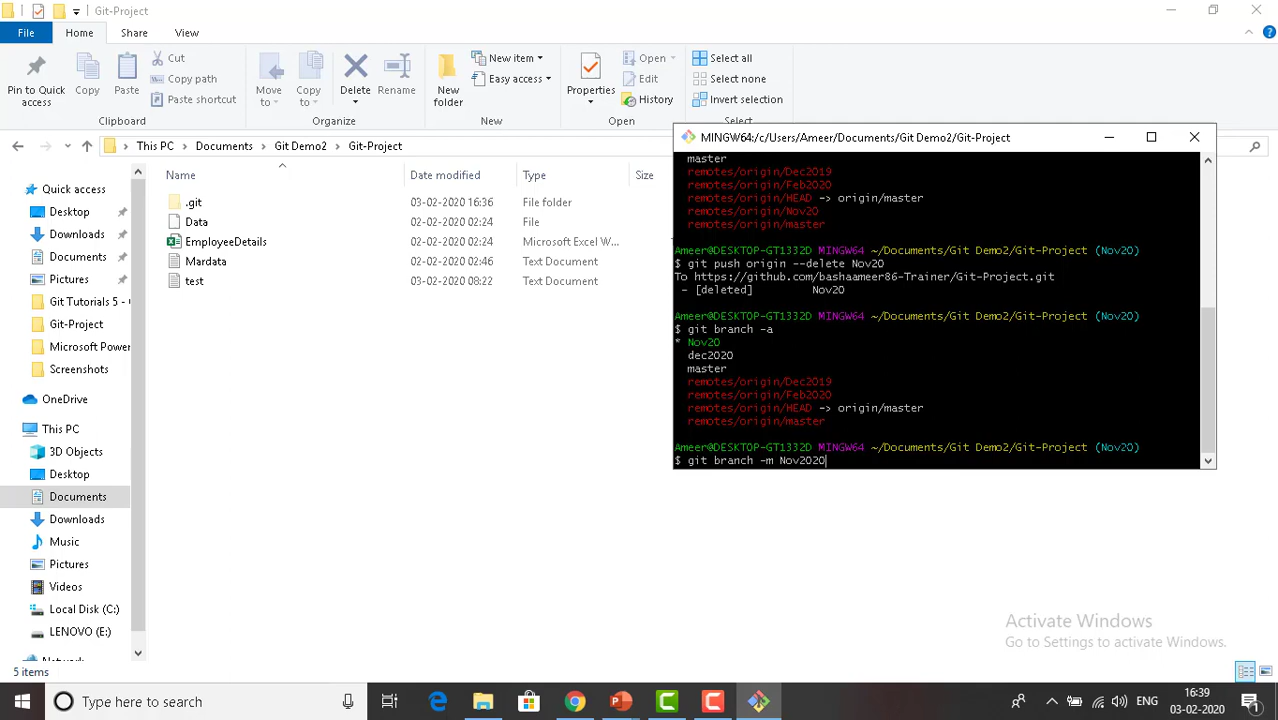 Git-Project
File
Home
Share
View
Pin to Quick access
Copy
Paste
Cut
Copy path
Paste shortcut
Clipboard
Move to
Copy to
Delete
Rename
Organize
New folder
New item
Easy access
New
Properties
Open
Edit
History
Open
Select all
Select none
Invert selection
Select
This PC > Documents > Git Demo2 > Git-Project
Name
Date modified
Type
Size
.git 03-02-2020 16:36 File folder
Data 02-02-2020 02:24 File
EmployeeDetails 02-02-2020 02:24 Microsoft Excel W...
Mardata 02-02-2020 02:46 Text Document
test 03-02-2020 08:22 Text Document
Quick access
Desktop
Downloads
Documents
Pictures
Git Tutorials 5 -
Git-Project
Microsoft Power
Screenshots
OneDrive
This PC
3D Objects
Desktop
Documents
Downloads
Music
Pictures
Videos
Local Disk (C:)
LENOVO (E:)
5 items
MINGW64:/c/Users/Ameer/Documents/Git Demo2/Git-Project
master
remotes/origin/Dec2019
remotes/origin/Feb2020
remotes/origin/HEAD -> origin/master
remotes/origin/Nov20
remotes/origin/master
Ameer@DESKTOP-GT1332D MINGW64 ~/Documents/Git Demo2/Git-Project (Nov20)
$ git push origin --delete Nov20
To https://github.com/bashaameer86-Trainer/Git-Project.git
- [deleted] Nov20
Ameer@DESKTOP-GT1332D MINGW64 ~/Documents/Git Demo2/Git-Project (Nov20)
$ git branch -a
* Nov20
dec2020
master
remotes/origin/Dec2019
remotes/origin/Feb2020
remotes/origin/HEAD -> origin/master
remotes/origin/master
Ameer@DESKTOP-GT1332D MINGW64 ~/Documents/Git Demo2/Git-Project (Nov20)
$ git branch -m Nov2020
Activate Windows
Go to Settings to activate Windows.
Type here to search
ENG
16:39
03-02-2020
1